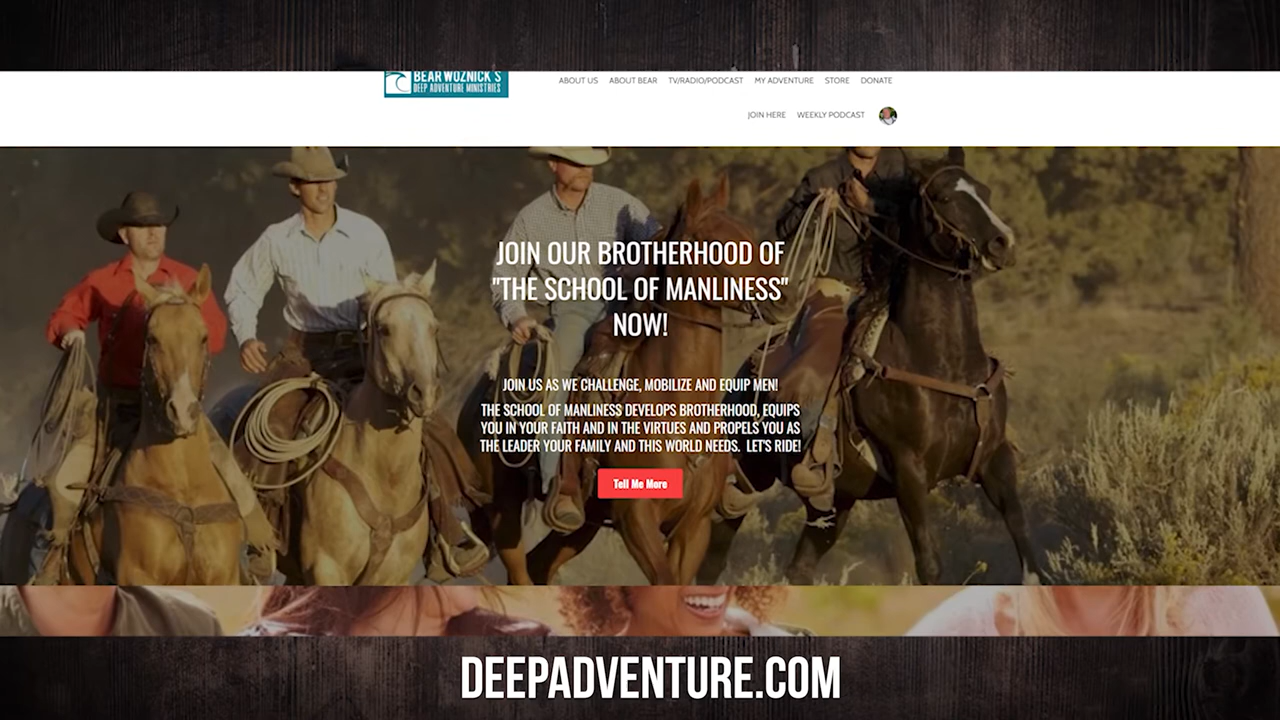 BEAR WOZNICK'S
DEEP ADVENTURE MINISTRIES
ABOUT US ABOUT BEAR TV/RADIO/PODCAST MY ADVENTURE STORE DONATE
JOIN HERE WEEKLY PODCAST
JOIN OUR BROTHERHOOD OF
"THE SCHOOL OF MANLINESS"
NOW!
JOIN US AS WE CHALLENGE, MOBILIZE AND EQUIP MEN!
THE SCHOOL OF MANLINESS DEVELOPS BROTHERHOOD, EQUIPS
YOU IN YOUR FAITH AND IN THE VIRTUES AND PROPELS YOU AS
THE LEADER YOUR FAMILY AND THIS WORLD NEEDS. LET'S RIDE!
Tell Me More
DEEPADVENTURE.COM